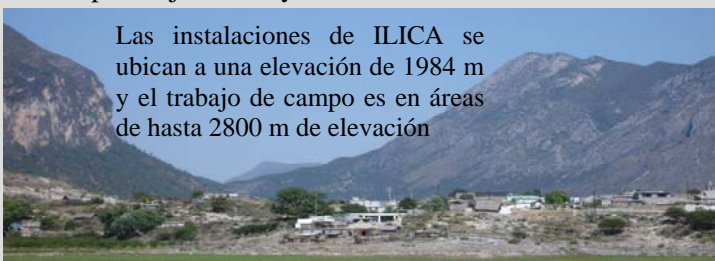 Las instalaciones de ILICA se
ubican a una elevación de 1984 m
y el trabajo de campo es en áreas
de hasta 2800 m de elevación